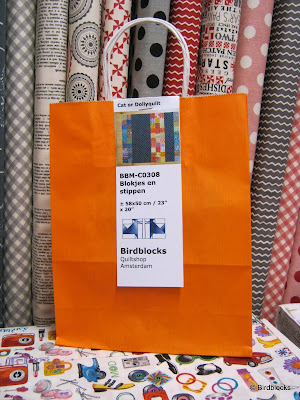 Cat or Dollyquilt
BBM-C0308
Blokjes en
stippen
± 58x50 cm / 23"
x 20"
Birdblocks
Quiltshop
Amsterdam
© Birdblocks